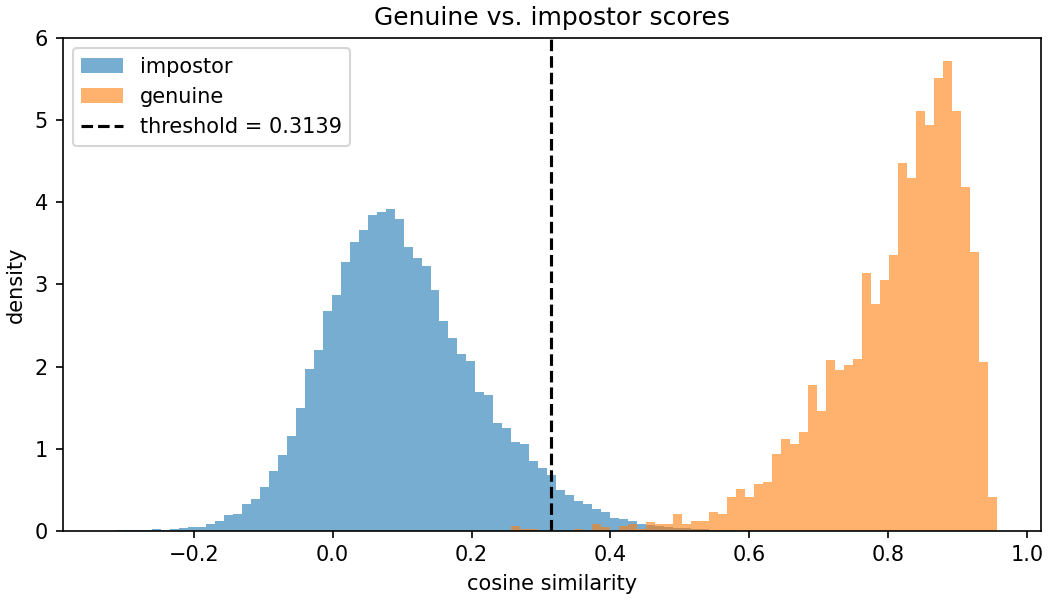 Genuine vs. impostor scores
impostor
genuine
threshold = 0.3139
density
6
5
4
3
2
1
0
−0.2
0.0
0.2
0.4
0.6
0.8
1.0
cosine similarity